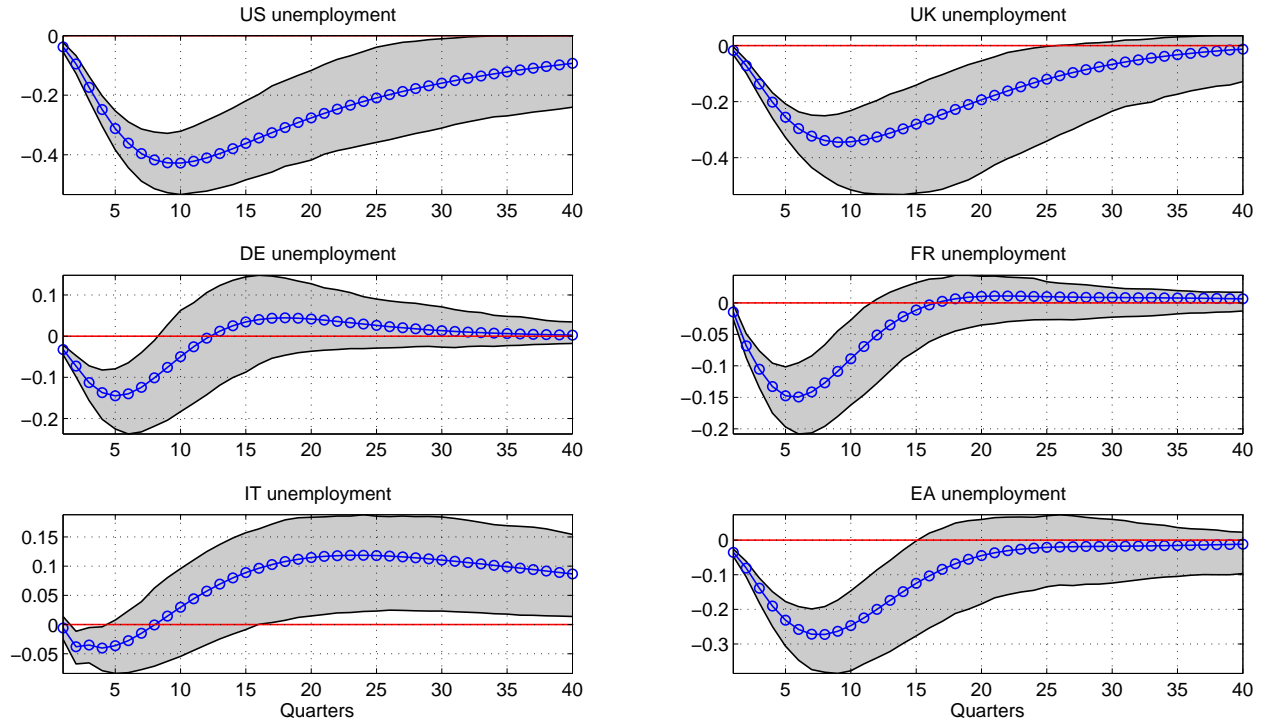 US unemployment
0
−0.2
−0.4
5 10 15 20 25 30 35 40
UK unemployment
0
−0.2
−0.4
5 10 15 20 25 30 35 40
DE unemployment
0.1
0
−0.1
−0.2
5 10 15 20 25 30 35 40
FR unemployment
0
−0.05
−0.1
−0.15
−0.2
5 10 15 20 25 30 35 40
IT unemployment
0.15
0.1
0.05
0
−0.05
5 10 15 20 25 30 35 40
Quarters
EA unemployment
0
−0.1
−0.2
−0.3
5 10 15 20 25 30 35 40
Quarters